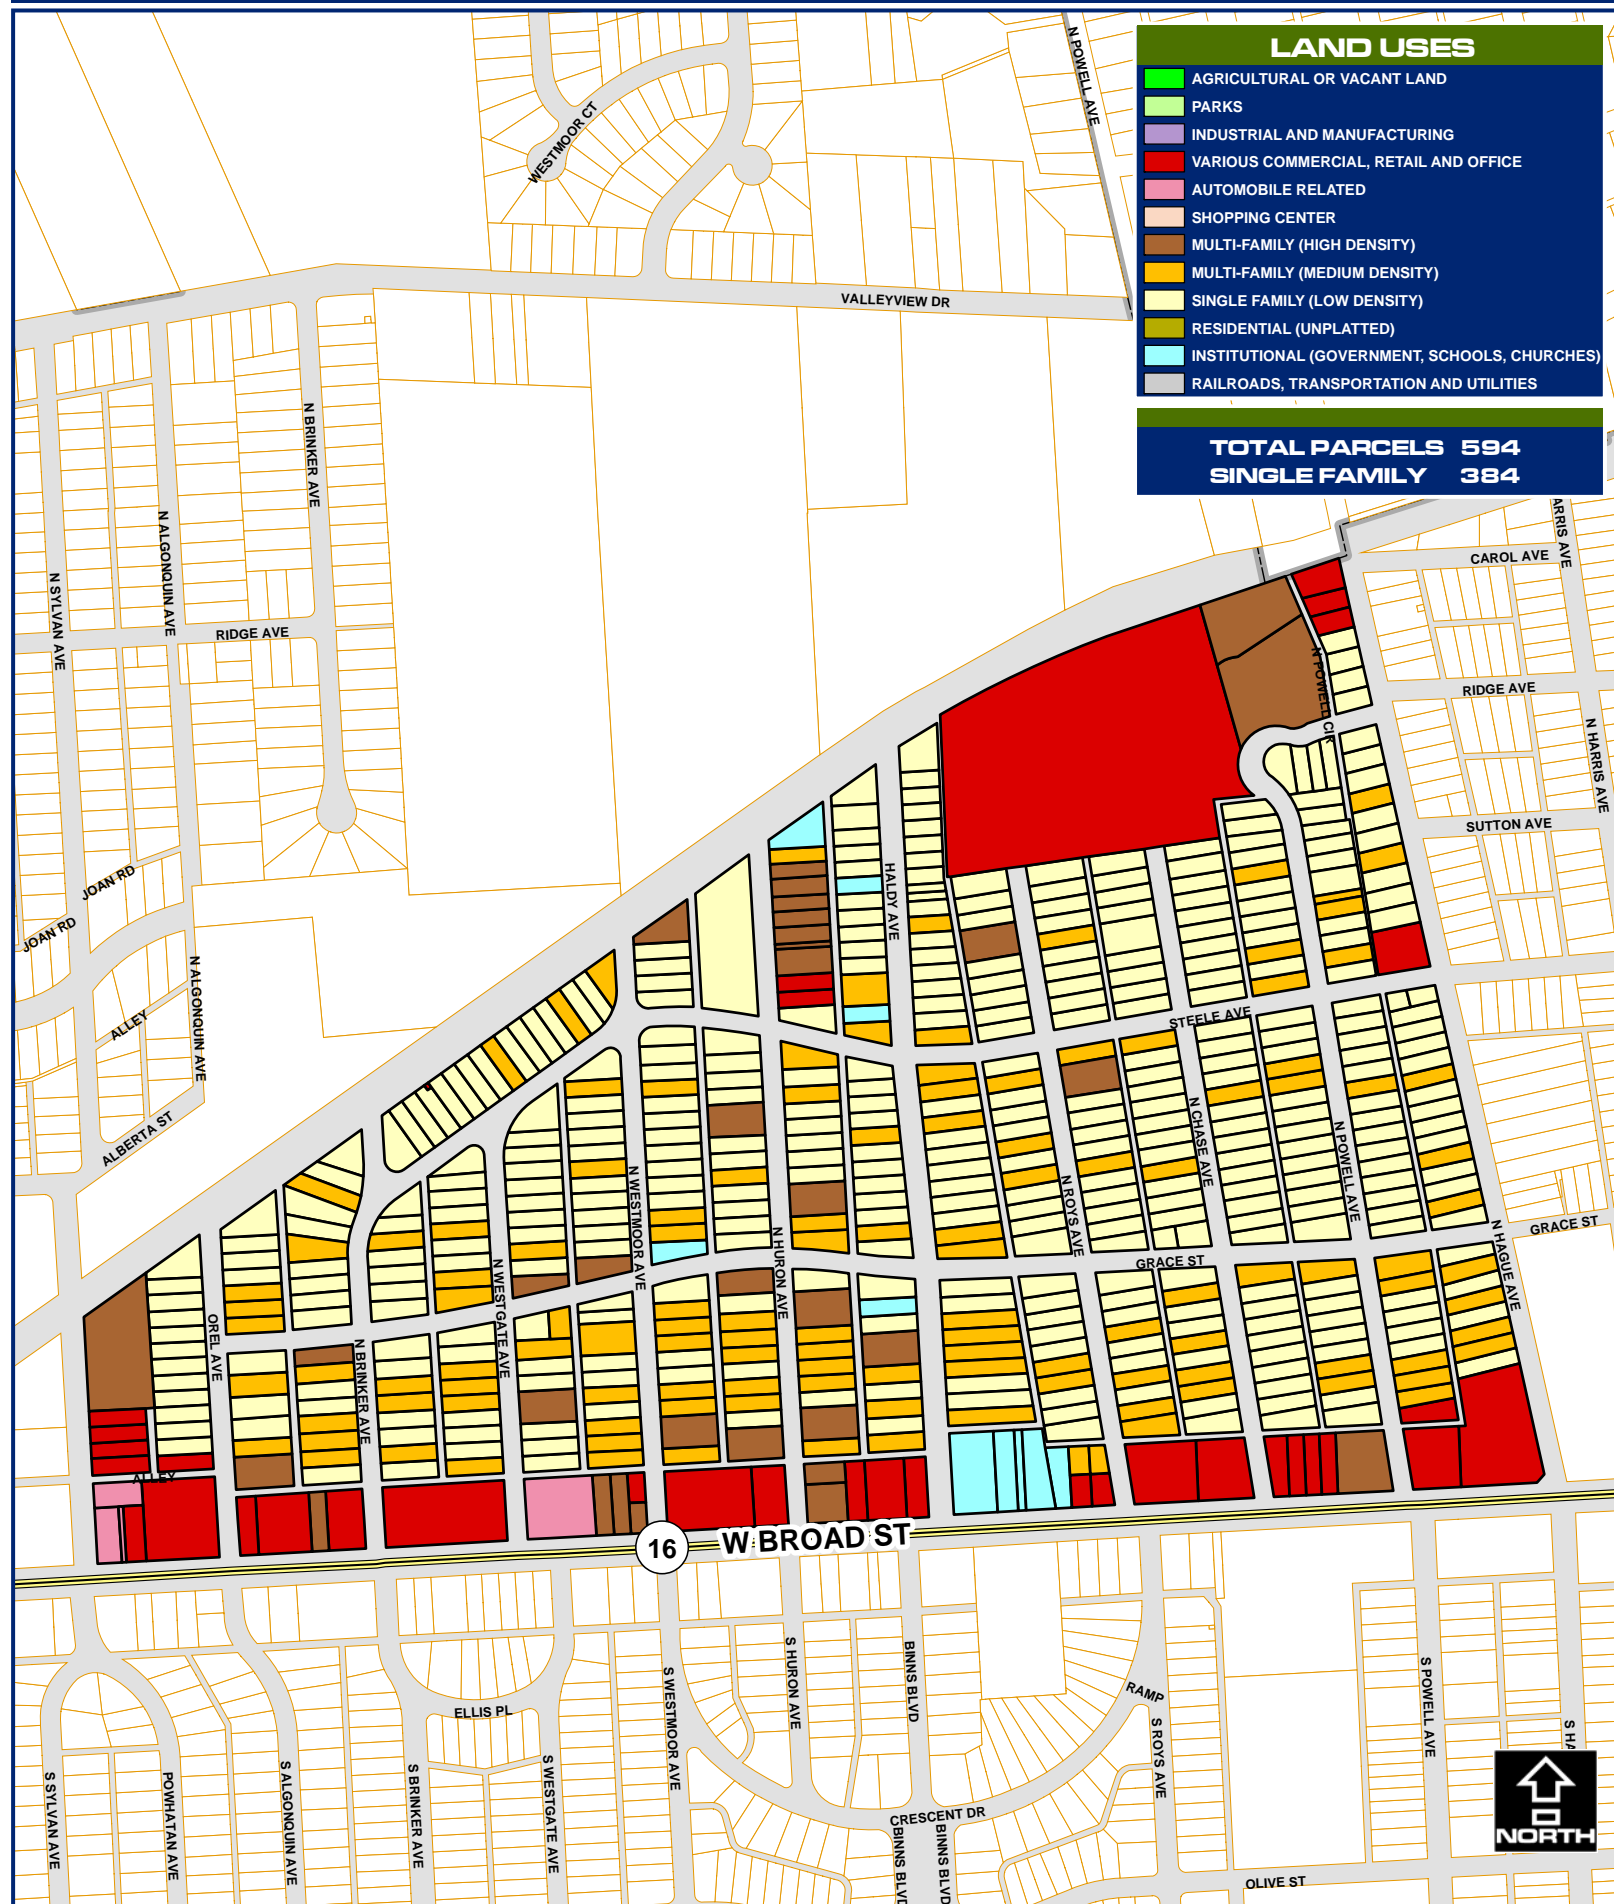 LAND USES
AGRICULTURAL OR VACANT LAND
PARKS
INDUSTRIAL AND MANUFACTURING
VARIOUS COMMERCIAL, RETAIL AND OFFICE
AUTOMOBILE RELATED
SHOPPING CENTER
MULTI-FAMILY (HIGH DENSITY)
MULTI-FAMILY (MEDIUM DENSITY)
SINGLE FAMILY (LOW DENSITY)
RESIDENTIAL (UNPLATTED)
INSTITUTIONAL (GOVERNMENT, SCHOOLS, CHURCHES)
RAILROADS, TRANSPORTATION AND UTILITIES
TOTAL PARCELS 594
SINGLE FAMILY 384
N POWELL AVE
WESTMOOR CT
VALLEYVIEW DR
N BRINKER AVE
N ALGONQUIN AVE
N SYLVAN AVE
RIDGE AVE
ARRIS AVE
CAROL AVE
RIDGE AVE
N POWELL CIR
N HARRIS AVE
SUTTON AVE
JOAN RD
JOAN RD
HALDY AVE
N ALGONQUIN AVE
ALLEY
STEELE AVE
ALBERTA ST
N CHASE AVE
N POWELL AVE
N WESTMOOR AVE
N ROYS AVE
N HURON AVE
GRACE ST
N HAGUE AVE
GRACE ST
N WESTGATE AVE
OREL AVE
N BRINKER AVE
ALLEY
16
W BROAD ST
S HURON AVE
BINNS BLVD
S WESTMOOR AVE
RAMP
S ROYS AVE
S POWELL AVE
S HA
ELLIS PL
S SYLVAN AVE
POWHATAN AVE
S ALGONQUIN AVE
S BRINKER AVE
S WESTGATE AVE
CRESCENT DR
BINNS BLVD
BINNS BLVD
OLIVE ST
NORTH